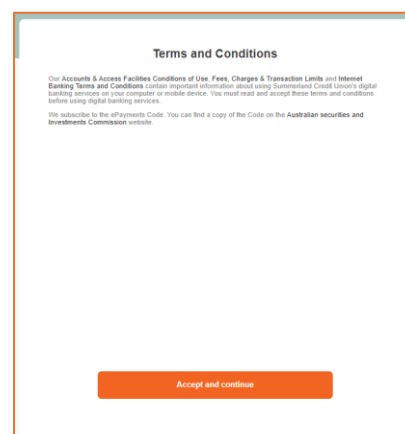 Terms and Conditions
Our Accounts & Access Facilities Conditions of Use, Fees, Charges & Transaction Limits and Internet
Banking Terms and Conditions contain important information about using Summerland Credit Union's digital
banking services on your computer or mobile device. You must read and accept these terms and conditions
before using digital banking services.
We subscribe to the ePayments Code. You can find a copy of the Code on the Australian securities and
Investments Commission website.
Accept and continue